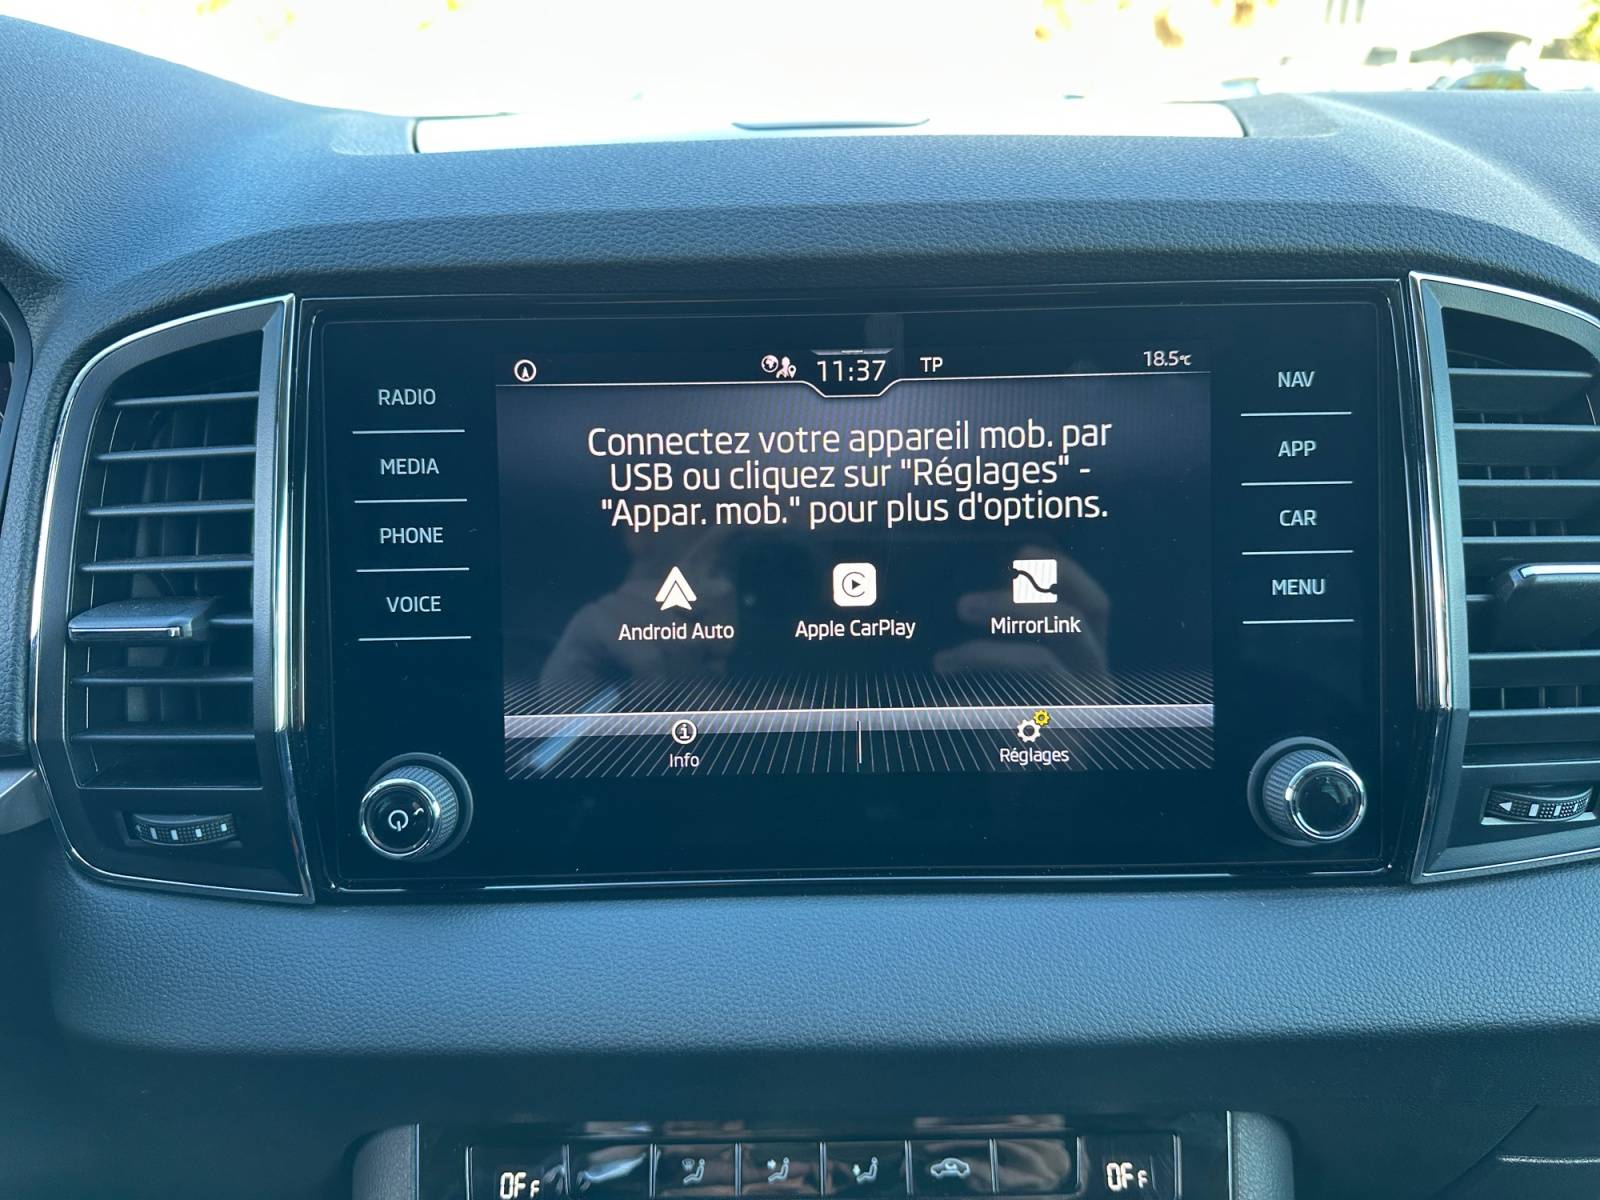 11:37
TP
18.5°C
RADIO
MEDIA
PHONE
VOICE
Connectez votre appareil mob. par
USB ou cliquez sur "Réglages" -
"Appar. mob." pour plus d'options.
Android Auto
Apple CarPlay
MirrorLink
Info
Réglages
NAV
APP
CAR
MENU
OFF
OFF